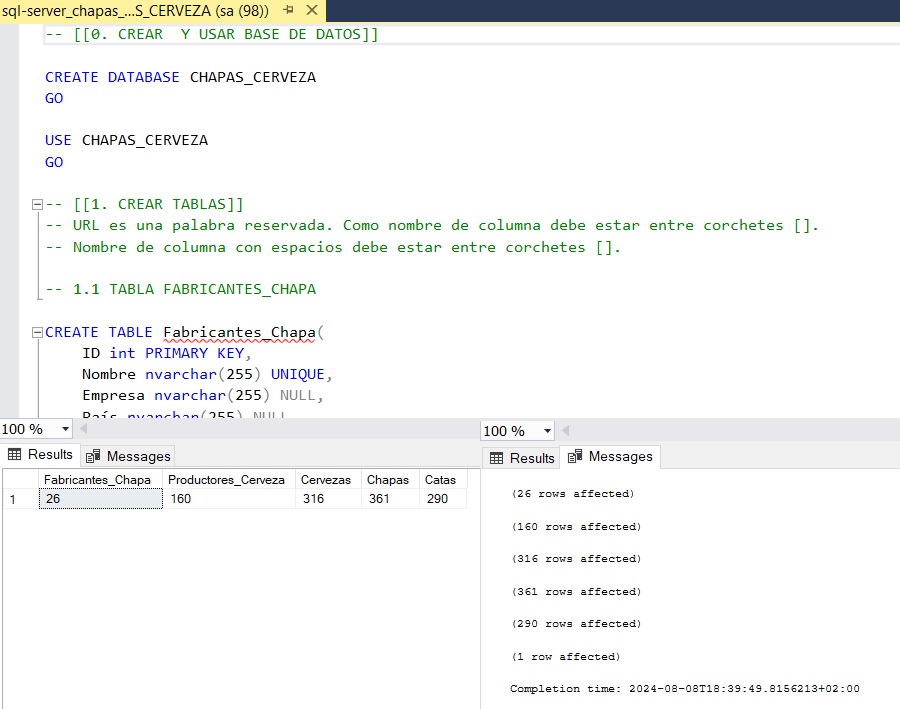 sql-server_chapas_...S_CERVEZA (sa (98))
-- [[0. CREAR  Y USAR BASE DE DATOS]]
CREATE DATABASE CHAPAS_CERVEZA
GO
USE CHAPAS_CERVEZA
GO
-- [[1. CREAR TABLAS]]
-- URL es una palabra reservada. Como nombre de columna debe estar entre corchetes [].
-- Nombre de columna con espacios debe estar entre corchetes [].
-- 1.1 TABLA FABRICANTES_CHAPA
CREATE TABLE Fabricantes_Chapa(
ID int PRIMARY KEY,
Nombre nvarchar(255) UNIQUE,
Empresa nvarchar(255) NULL,
País nvarchar(255) NULL
100 %
Results Messages
Fabricantes_Chapa Productores_Cerveza Cervezas Chapas Catas
1 26 160 316 361 290
100 %
Results Messages
(26 rows affected)
(160 rows affected)
(316 rows affected)
(361 rows affected)
(290 rows affected)
(1 row affected)
Completion time: 2024-08-08T18:39:49.8156213+02:00